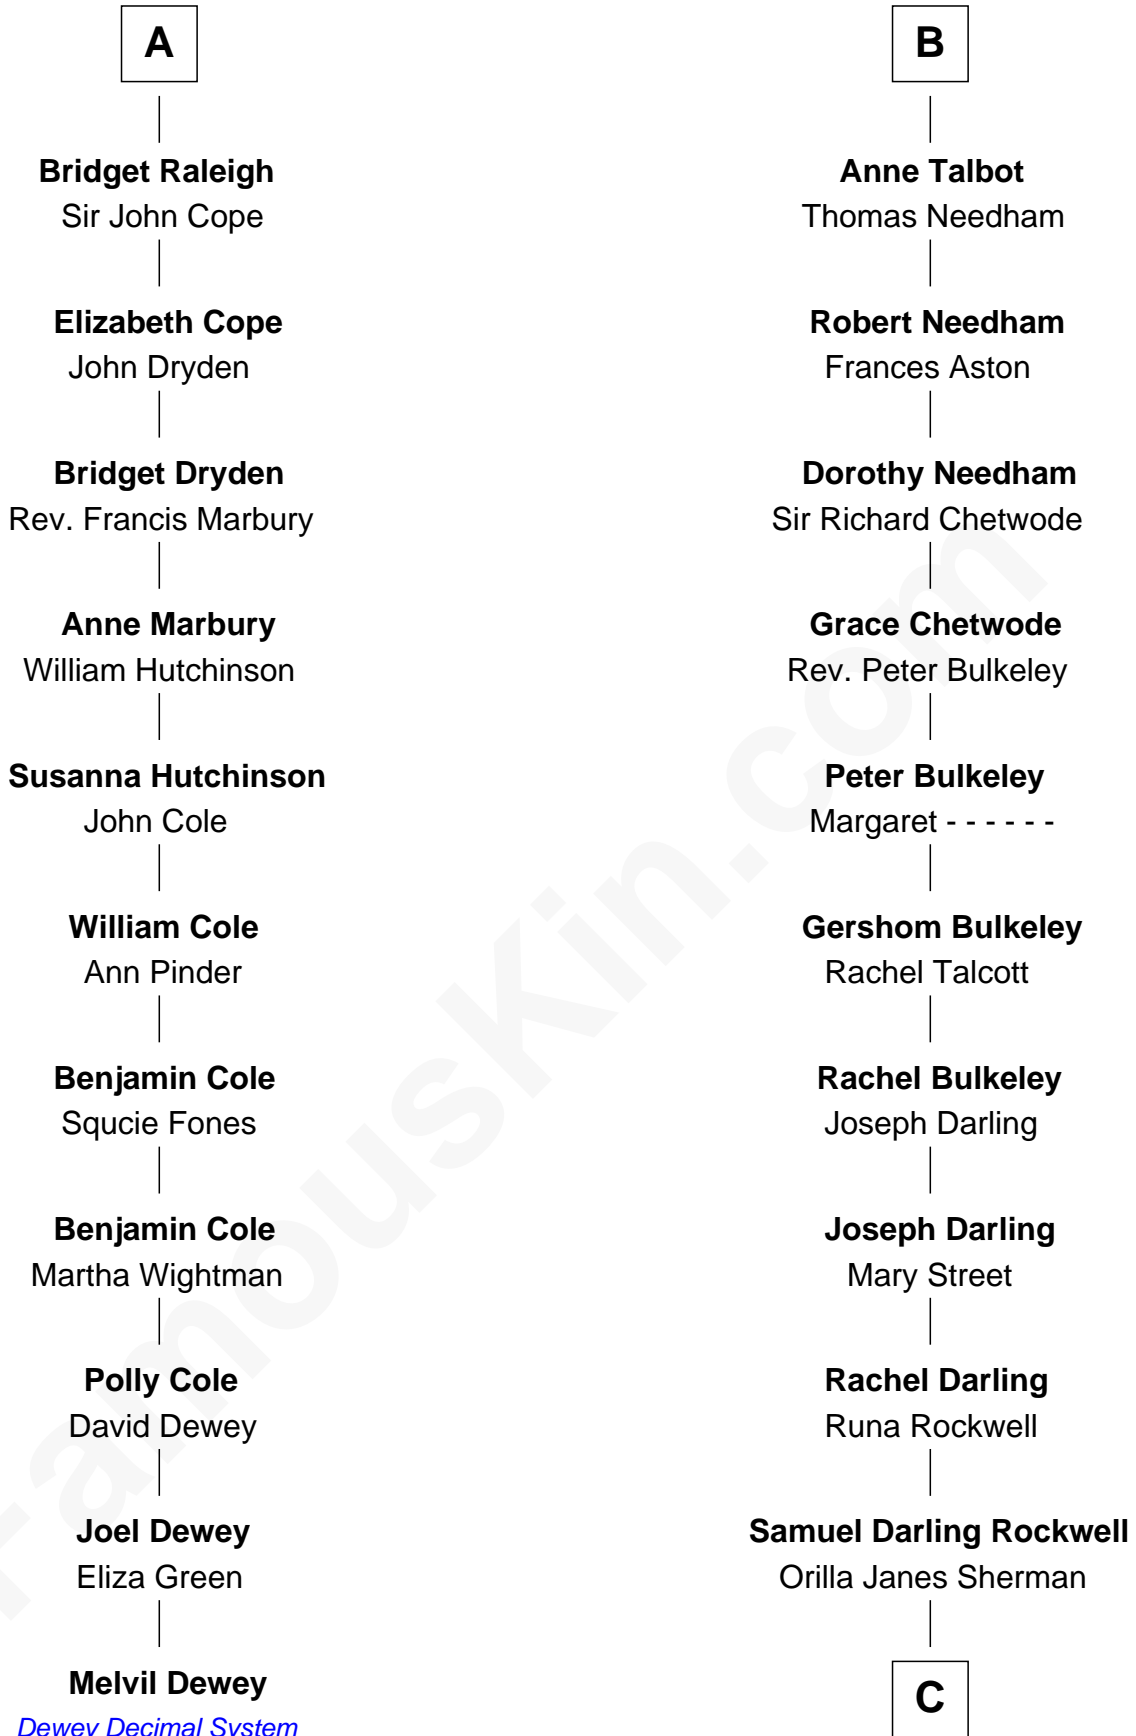 A
Bridget Raleigh
Sir John Cope
Elizabeth Cope
John Dryden
Bridget Dryden
Rev. Francis Marbury
Anne Marbury
William Hutchinson
Susanna Hutchinson
John Cole
William Cole
Ann Pinder
Benjamin Cole
Squcie Fones
Benjamin Cole
Martha Wightman
Polly Cole
David Dewey
Joel Dewey
Eliza Green
Melvil Dewey
Dewey Decimal System
B
Anne Talbot
Thomas Needham
Robert Needham
Frances Aston
Dorothy Needham
Sir Richard Chetwode
Grace Chetwode
Rev. Peter Bulkeley
Peter Bulkeley
Margaret - - - - - -
Gershom Bulkeley
Rachel Talcott
Rachel Bulkeley
Joseph Darling
Joseph Darling
Mary Street
Rachel Darling
Runa Rockwell
Samuel Darling Rockwell
Orilla Janes Sherman
C
FamousKin.com